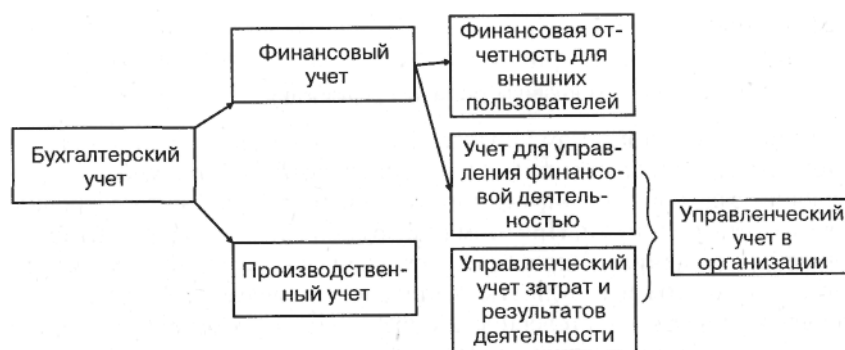 Финансовый
учет
Финансовая от-
четность для
внешних
пользователей
Бухгалтерский
учет
Учет для управ-
ления финансо-
вой деятель-
ностью
Управленческий
учет в
организации
Производствен-
ный учет
Управленческий
учет затрат и
результатов
деятельности